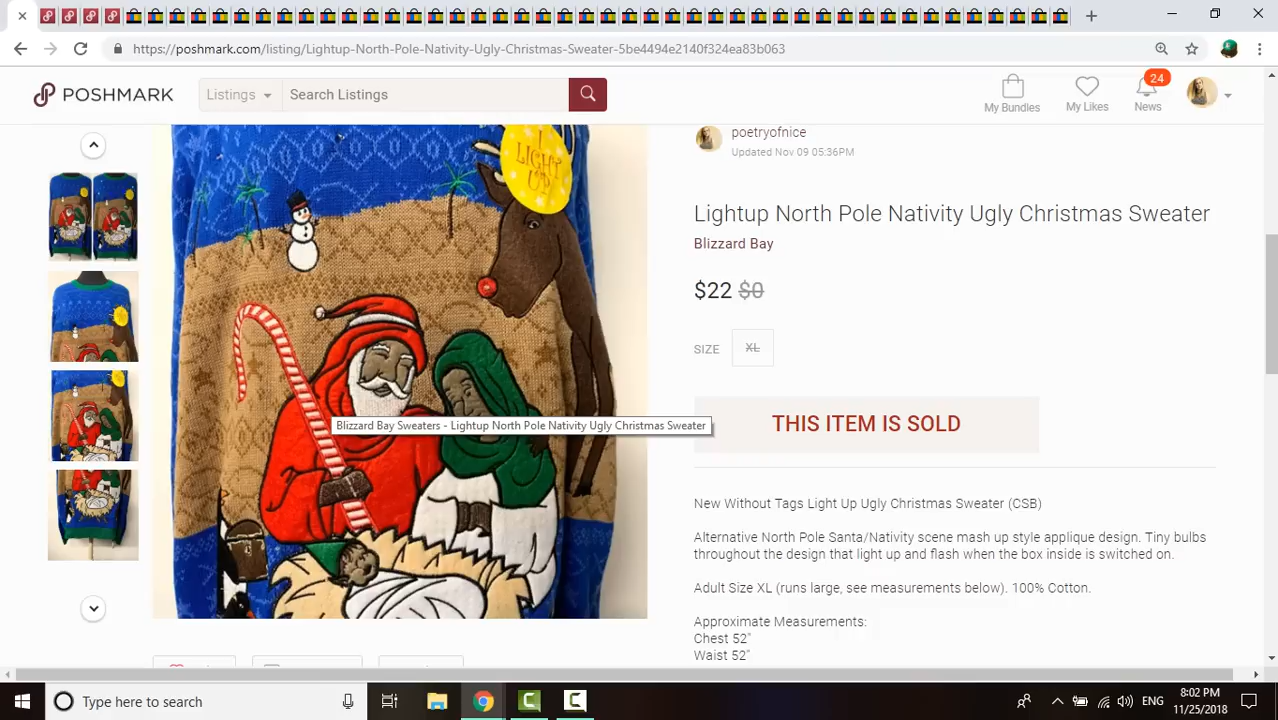 https://poshmark.com/listing/Lightup-North-Pole-Nativity-Ugly-Christmas-Sweater-5be4494e2140f324ea83b063
POSHMARK
Listings
Search Listings
My Bundles
My Likes
24
News
poetryofnice
Updated Nov 09 05:36PM
I
LIGHT
UP
Lightup North Pole Nativity Ugly Christmas Sweater
Blizzard Bay
$22 $0
SIZE XL
THIS ITEM IS SOLD
Blizzard Bay Sweaters - Lightup North Pole Nativity Ugly Christmas Sweater
New Without Tags Light Up Ugly Christmas Sweater (CSB)
Alternative North Pole Santa/Nativity scene mash up style applique design. Tiny bulbs
throughout the design that light up and flash when the box inside is switched on.
Adult Size XL (runs large, see measurements below). 100% Cotton.
Approximate Measurements:
Chest 52"
Waist 52"
Type here to search
ENG
8:02 PM
11/25/2018